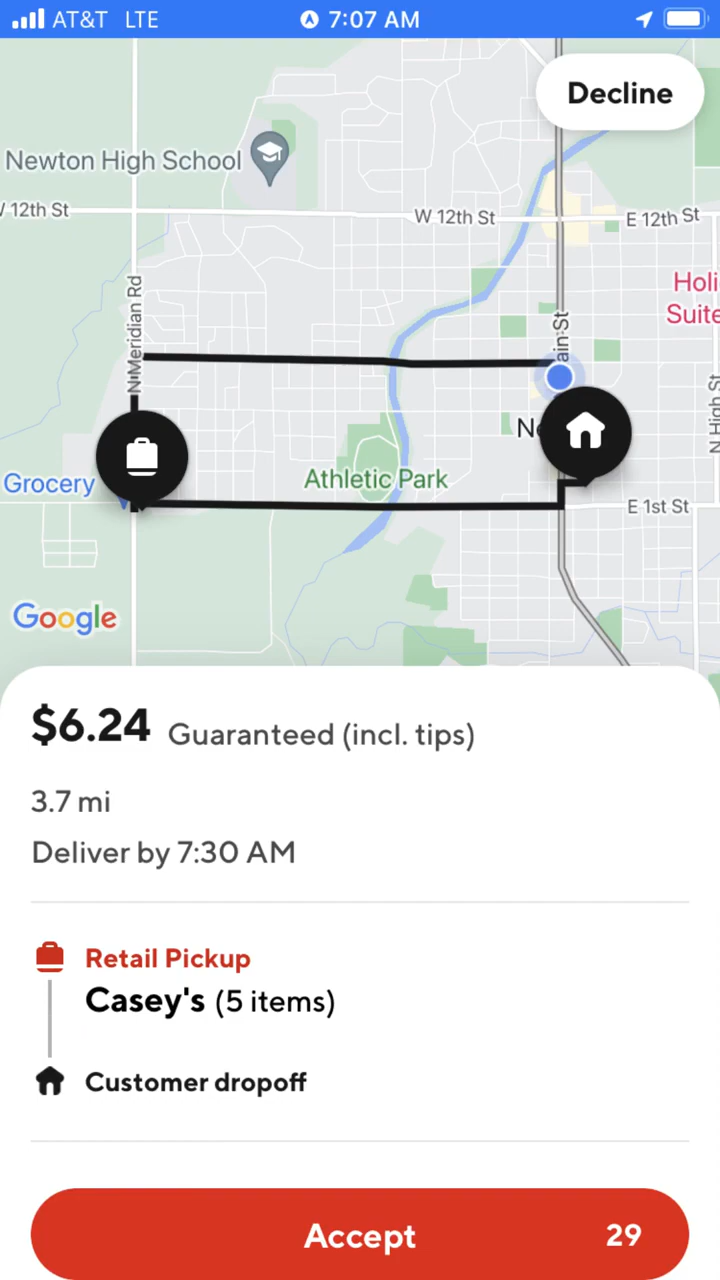 AT&T LTE 7:07 AM
Decline
Newton High School
W 12th St
W 12th St
E 12th St
N Meridian Rd
Holi
Suite
ain St
N High St
Grocery
Athletic Park
E 1st St
Google
$6.24 Guaranteed (incl. tips)
3.7 mi
Deliver by 7:30 AM
Retail Pickup
Casey's (5 items)
Customer dropoff
Accept 29